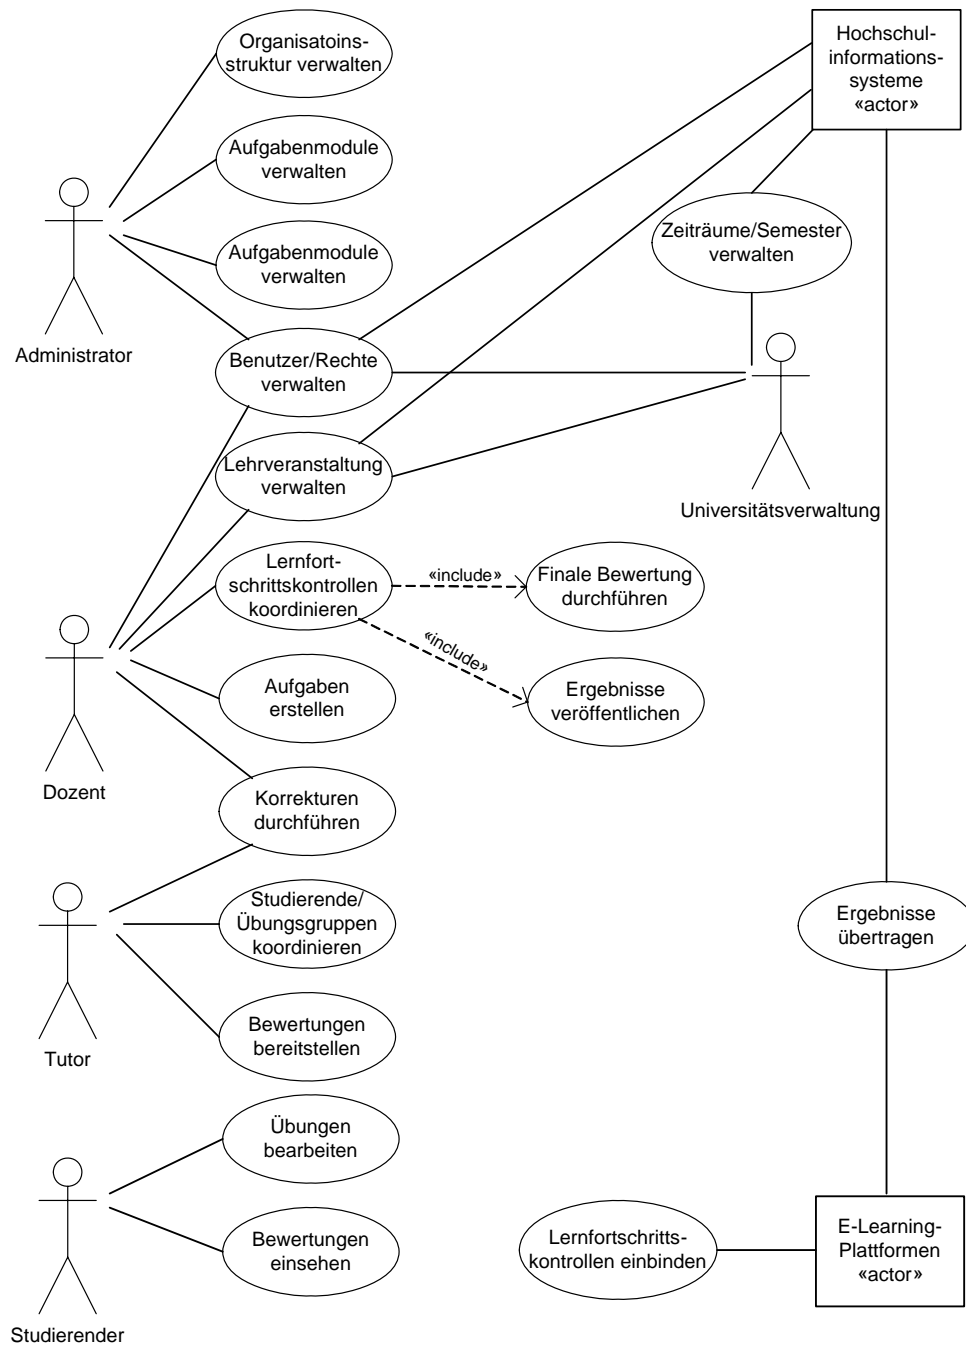 Organisatoins-
struktur verwalten
Hochschul-
informations-
systeme
«actor»
Aufgabenmodule
verwalten
Zeiträume/Semester
verwalten
Aufgabenmodule
verwalten
Administrator
Benutzer/Rechte
verwalten
Lehrveranstaltung
verwalten
Universitätsverwaltung
Lernfort-
schrittskontrollen
koordinieren
«include»
Finale Bewertung
durchführen
«include»
Aufgaben
erstellen
Ergebnisse
veröffentlichen
Dozent
Korrekturen
durchführen
Studierende/
Übungsgruppen
koordinieren
Ergebnisse
übertragen
Bewertungen
bereitstellen
Tutor
Übungen
bearbeiten
Bewertungen
einsehen
Lernfortschritts-
kontrollen einbinden
E-Learning-
Plattformen
«actor»
Studierender